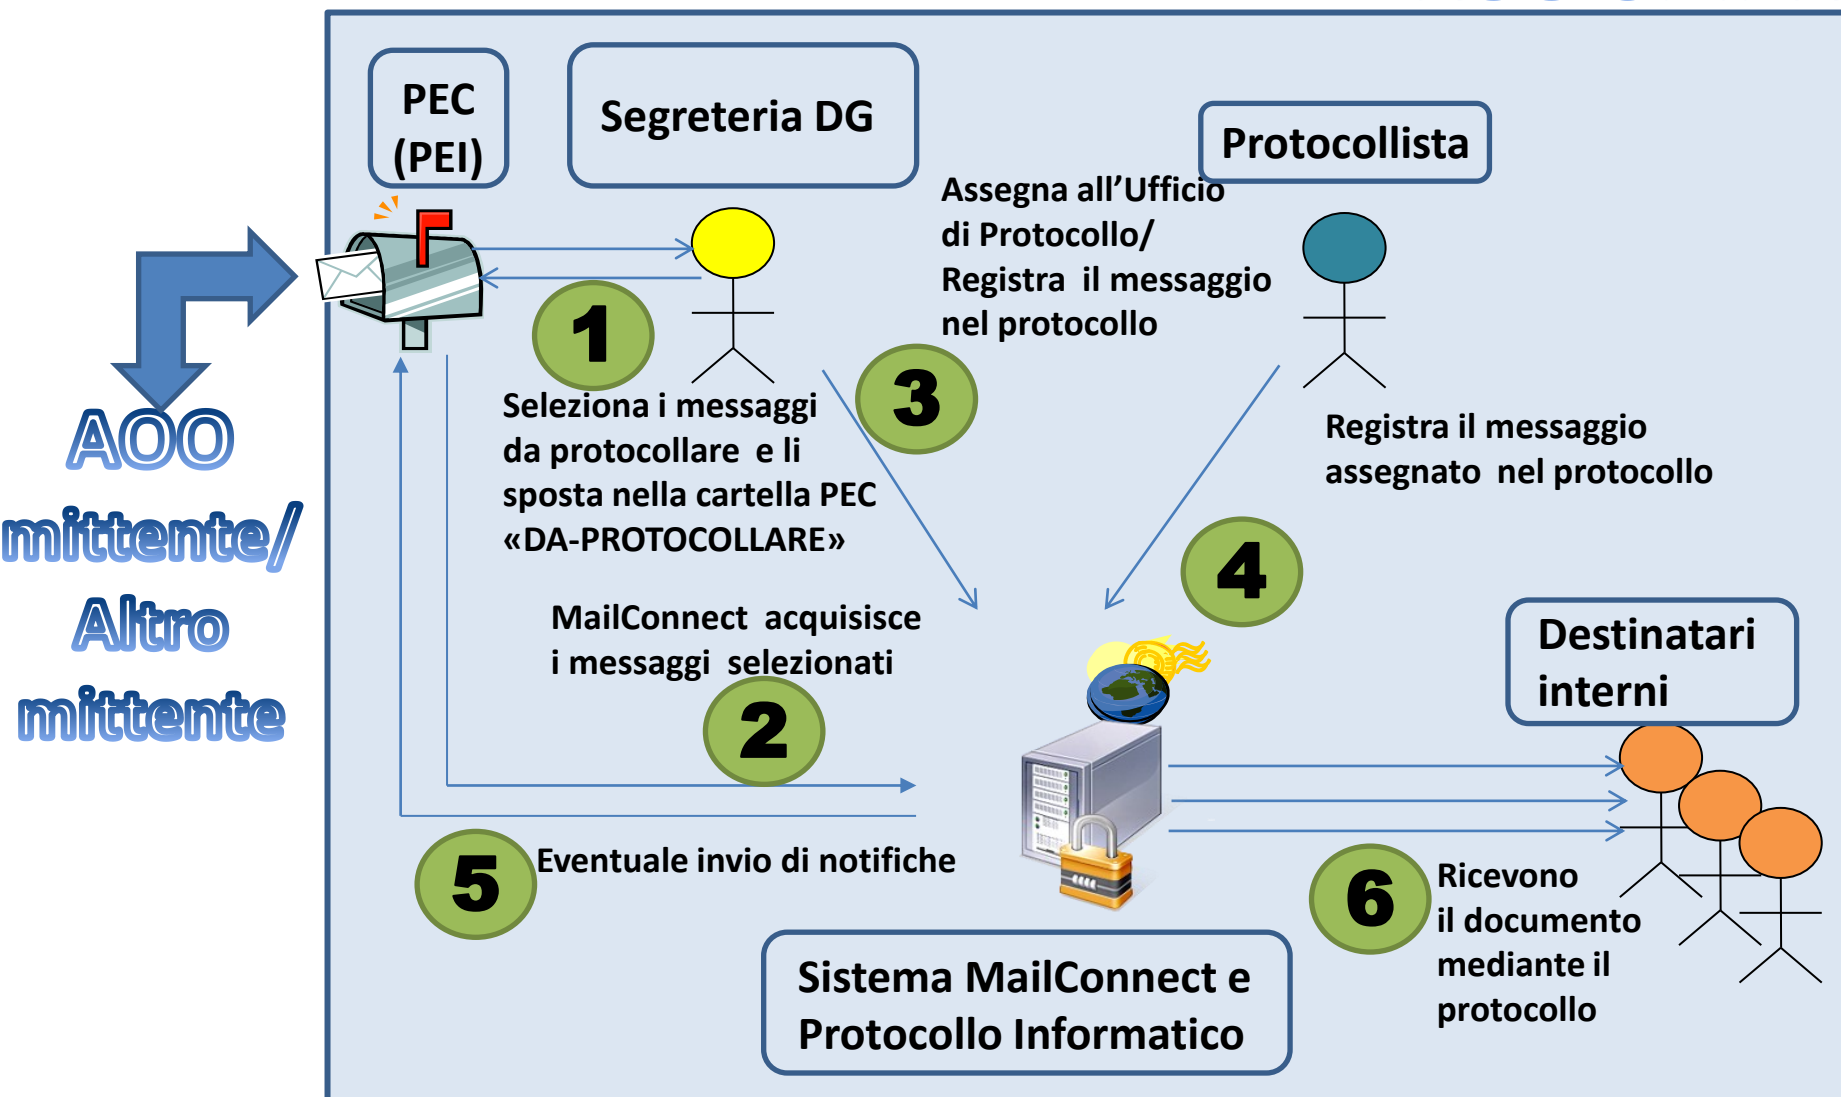 PEC
(PEI)
Segreteria DG
Protocollista
Assegna all’Ufficio
di Protocollo/
Registra il messaggio
nel protocollo
1
3
Seleziona i messaggi
da protocollare e li
sposta nella cartella PEC
«DA-PROTOCOLLARE»
Registra il messaggio
assegnato nel protocollo
AOO
mittente/
Altro
mittente
4
MailConnect acquisisce
i messaggi selezionati
2
Destinatari
interni
5
Eventuale invio di notifiche
6
Ricevono
il documento
mediante il
protocollo
Sistema MailConnect e
Protocollo Informatico